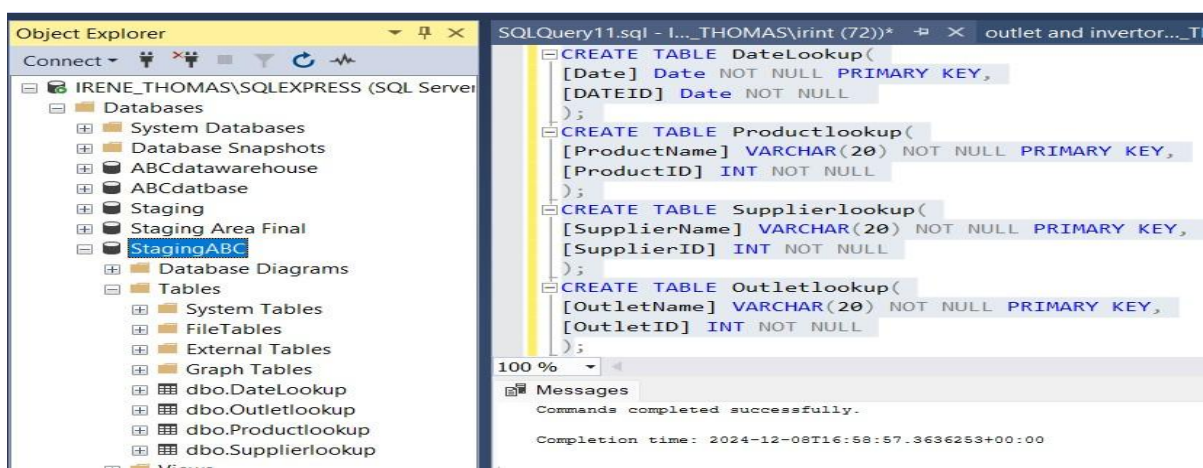 Object Explorer
Connect
IRENE_THOMAS\SQLEXPRESS (SQL Server
Databases
System Databases
Database Snapshots
ABCdatawarehouse
ABCdatbase
Staging
Staging Area Final
StagingABC
Database Diagrams
Tables
System Tables
FileTables
External Tables
Graph Tables
dbo.DateLookup
dbo.Outletlookup
dbo.Productlookup
dbo.Supplierlookup
Views
SQLQuery11.sql - I..._THOMAS\irint (72))* outlet and invertor..._T
CREATE TABLE DateLookup(
[Date] Date NOT NULL PRIMARY KEY,
[DATEID] Date NOT NULL
);
CREATE TABLE Productlookup(
[ProductName] VARCHAR(20) NOT NULL PRIMARY KEY,
[ProductID] INT NOT NULL
);
CREATE TABLE Supplierlookup(
[SupplierName] VARCHAR(20) NOT NULL PRIMARY KEY,
[SupplierID] INT NOT NULL
);
CREATE TABLE Outletlookup(
[OutletName] VARCHAR(20) NOT NULL PRIMARY KEY,
[OutletID] INT NOT NULL
);
100 %
Messages
Commands completed successfully.
Completion time: 2024-12-08T16:58:57.3636253+00:00